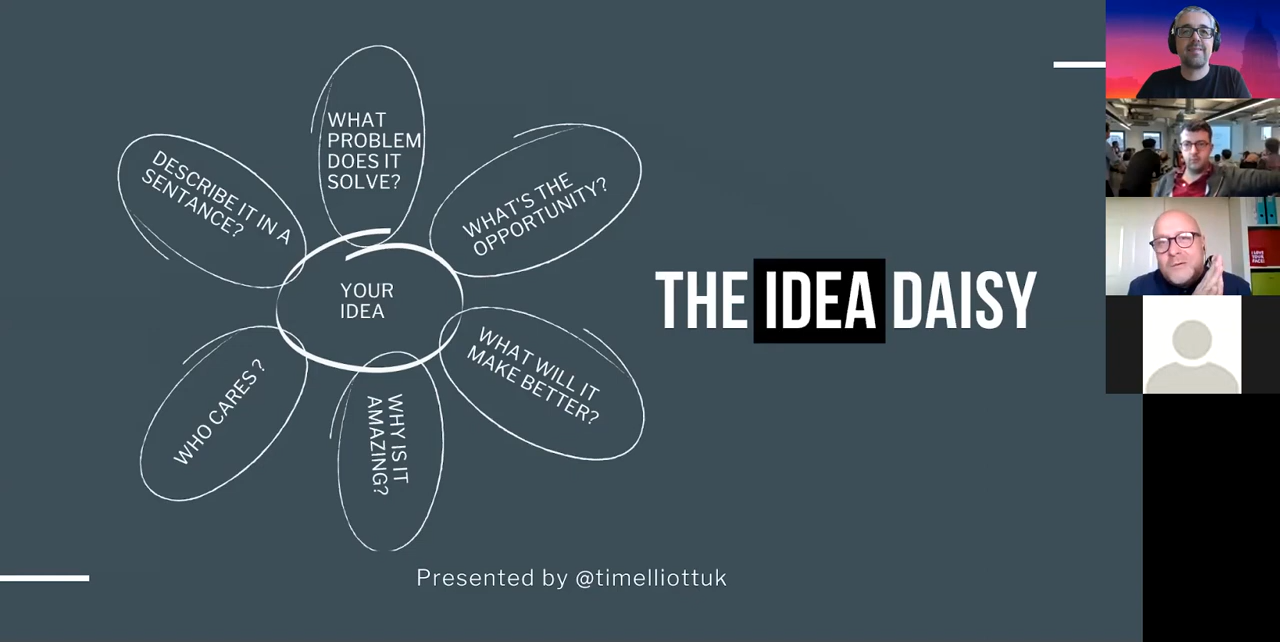 WHAT
PROBLEM
DOES IT
SOLVE?
WHAT'S THE
OPPORTUNITY?
WHAT WILL IT
MAKE BETTER?
WHY IS IT
AMAZING?
WHO CARES ?
DESCRIBE IT IN A
SENTANCE?
YOUR
IDEA
THE IDEA DAISY
Presented by @timelliottuk